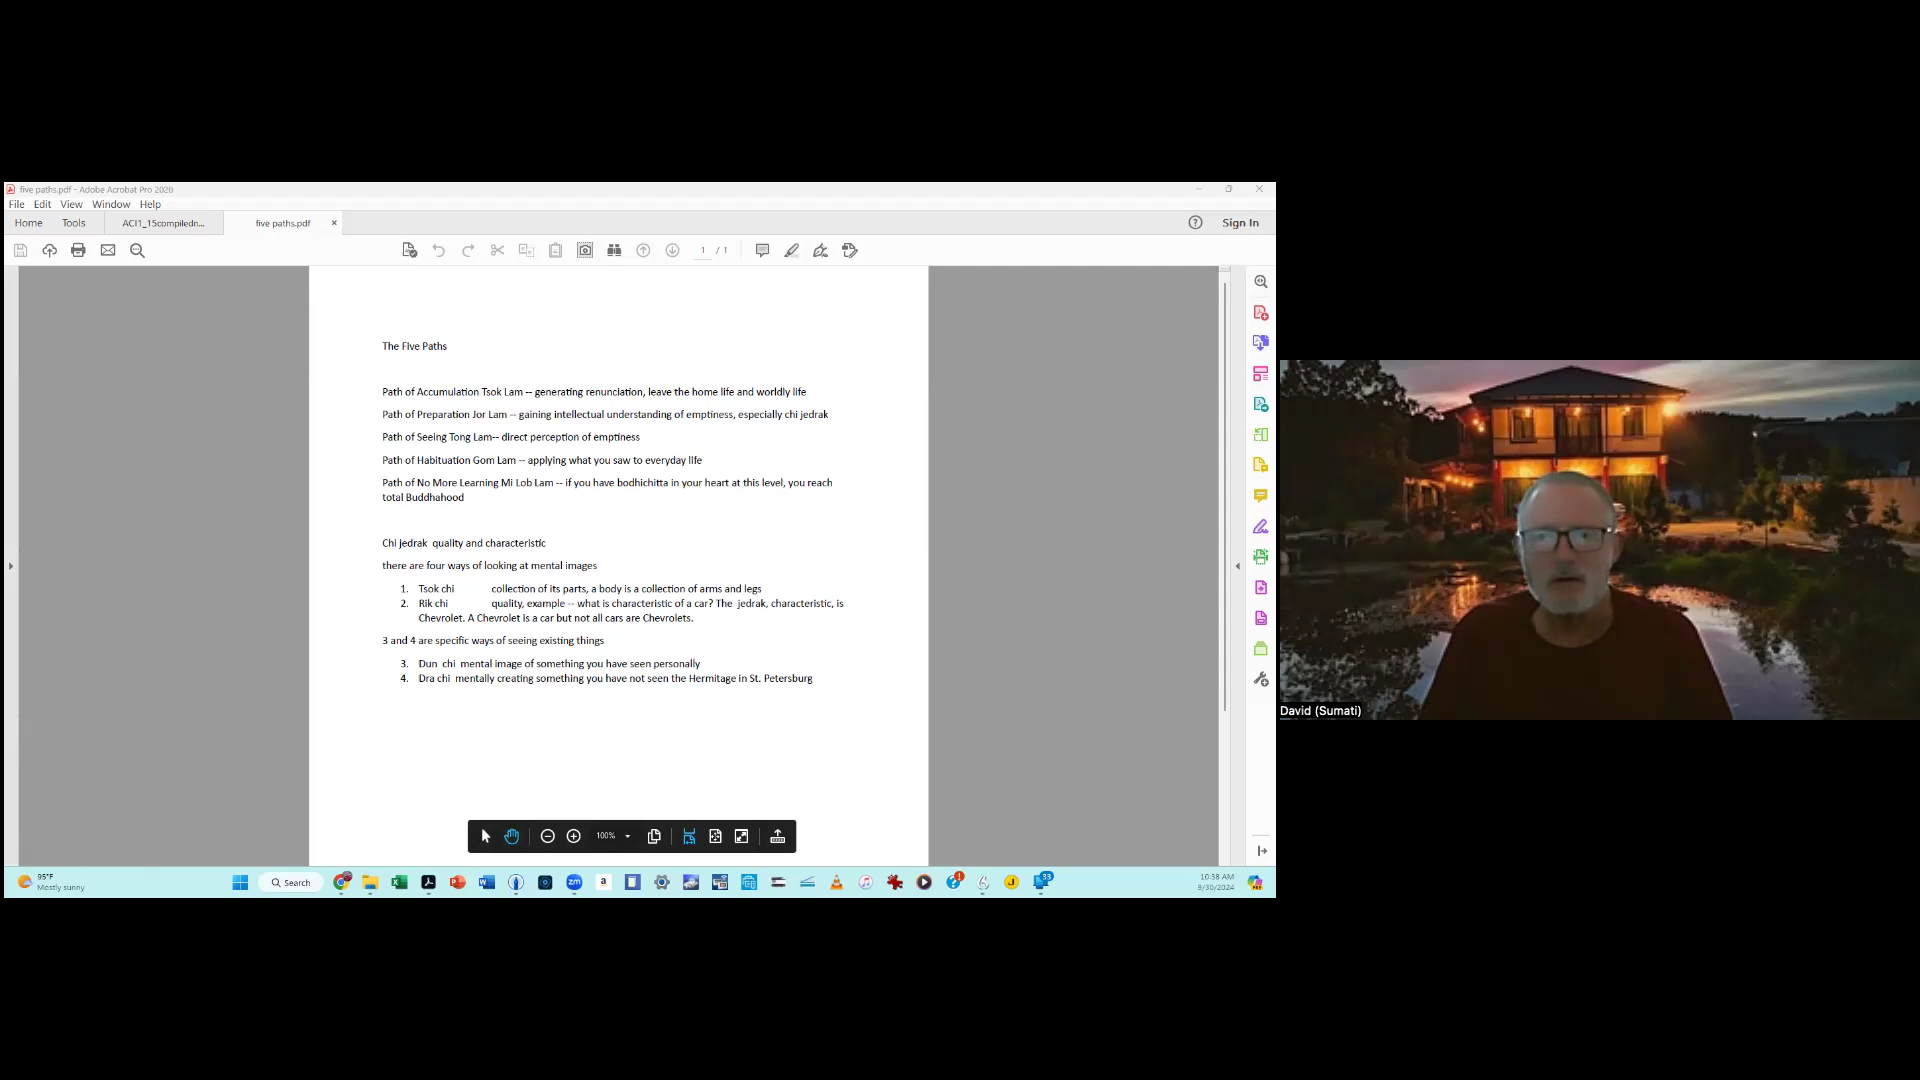 five paths.pdf - Adobe Acrobat Pro 2020
File Edit View Window Help
Home Tools ACI1_15compiledn... five paths.pdf × Sign In
1 / 1
The Five Paths
Path of Accumulation Tsok Lam -- generating renunciation, leave the home life and worldly life
Path of Preparation Jor Lam -- gaining intellectual understanding of emptiness, especially chi jedrak
Path of Seeing Tong Lam-- direct perception of emptiness
Path of Habituation Gom Lam -- applying what you saw to everyday life
Path of No More Learning Mi Lob Lam -- if you have bodhichitta in your heart at this level, you reach
total Buddhahood
Chi jedrak quality and characteristic
there are four ways of looking at mental images
1. Tsok chi collection of its parts, a body is a collection of arms and legs
2. Rik chi quality, example -- what is characteristic of a car? The jedrak, characteristic, is
Chevrolet. A Chevrolet is a car but not all cars are Chevrolets.
3 and 4 are specific ways of seeing existing things
3. Dun chi mental image of something you have seen personally
4. Dra chi mentally creating something you have not seen the Hermitage in St. Petersburg
100%
David (Sumati)
95°F
Mostly sunny
Search
33
10:38 AM
9/30/2024